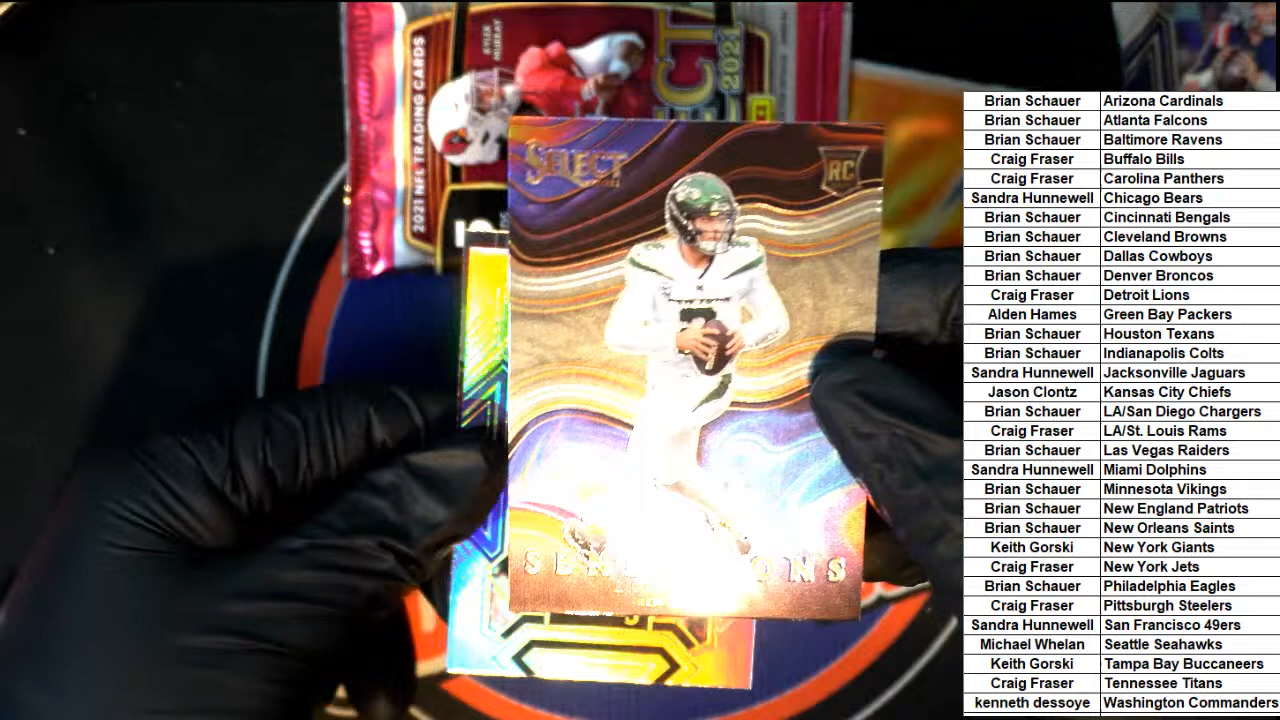 2021 NFL TRADING CARDS
KYLER
MURRAY
SELECT
RC
NEW YORK
Brian Schauer Arizona Cardinals
Brian Schauer Atlanta Falcons
Brian Schauer Baltimore Ravens
Craig Fraser Buffalo Bills
Craig Fraser Carolina Panthers
Sandra Hunnewell Chicago Bears
Brian Schauer Cincinnati Bengals
Brian Schauer Cleveland Browns
Brian Schauer Dallas Cowboys
Brian Schauer Denver Broncos
Craig Fraser Detroit Lions
Alden Hames Green Bay Packers
Brian Schauer Houston Texans
Brian Schauer Indianapolis Colts
Sandra Hunnewell Jacksonville Jaguars
Jason Clontz Kansas City Chiefs
Brian Schauer LA/San Diego Chargers
Craig Fraser LA/St. Louis Rams
Brian Schauer Las Vegas Raiders
Sandra Hunnewell Miami Dolphins
Brian Schauer Minnesota Vikings
Brian Schauer New England Patriots
Brian Schauer New Orleans Saints
Keith Gorski New York Giants
Craig Fraser New York Jets
Brian Schauer Philadelphia Eagles
Craig Fraser Pittsburgh Steelers
Sandra Hunnewell San Francisco 49ers
Michael Whelan Seattle Seahawks
Keith Gorski Tampa Bay Buccaneers
Craig Fraser Tennessee Titans
kenneth dessoye Washington Commanders